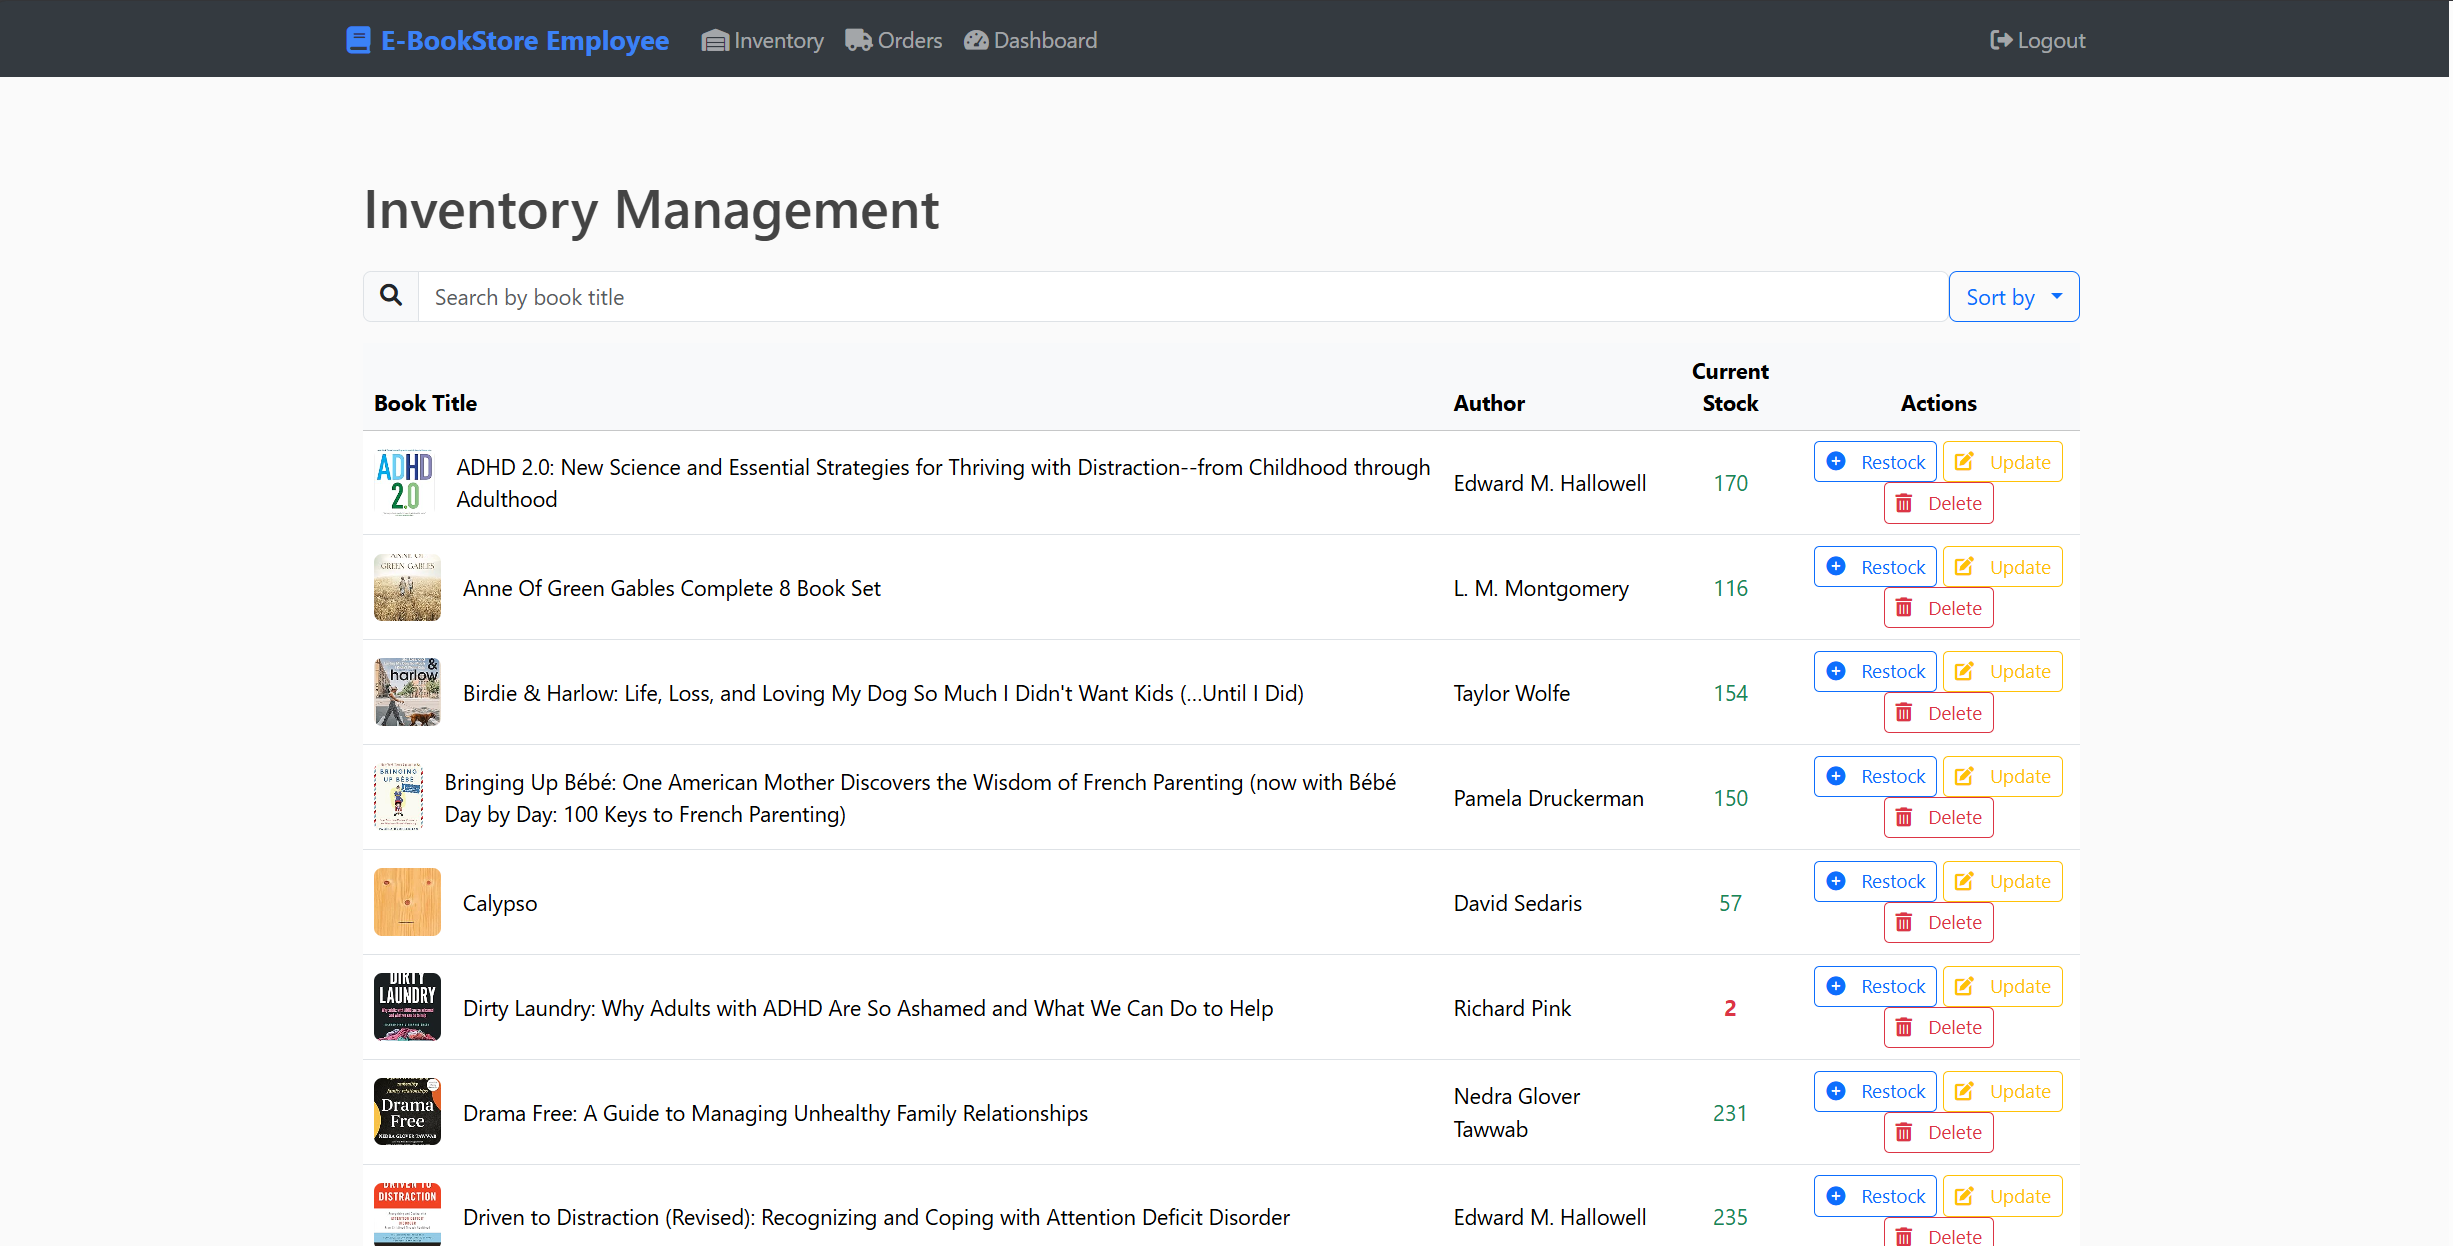 E-BookStore Employee Inventory Orders Dashboard Logout
Inventory Management
Search by book title Sort by
Book Title Author Current Stock Actions
ADHD 2.0
ADHD 2.0: New Science and Essential Strategies for Thriving with Distraction--from Childhood through
Adulthood
Edward M. Hallowell
170
Restock Update
Delete
GREEN GABLES
Anne Of Green Gables Complete 8 Book Set
L. M. Montgomery
116
Restock Update
Delete
& harlow
Birdie & Harlow: Life, Loss, and Loving My Dog So Much I Didn't Want Kids (...Until I Did)
Taylor Wolfe
154
Restock Update
Delete
BRINGING UP BÉBÉ
Bringing Up Bébé: One American Mother Discovers the Wisdom of French Parenting (now with Bébé
Day by Day: 100 Keys to French Parenting)
Pamela Druckerman
150
Restock Update
Delete
Calypso
David Sedaris
57
Restock Update
Delete
DIRTY
LAUNDRY
Dirty Laundry: Why Adults with ADHD Are So Ashamed and What We Can Do to Help
Richard Pink
2
Restock Update
Delete
Drama
Free
NEDRA GLOVER TAWWAB
Drama Free: A Guide to Managing Unhealthy Family Relationships
Nedra Glover
Tawwab
231
Restock Update
Delete
DRIVEN TO
DISTRACTION
Driven to Distraction (Revised): Recognizing and Coping with Attention Deficit Disorder
Edward M. Hallowell
235
Restock Update
Delete